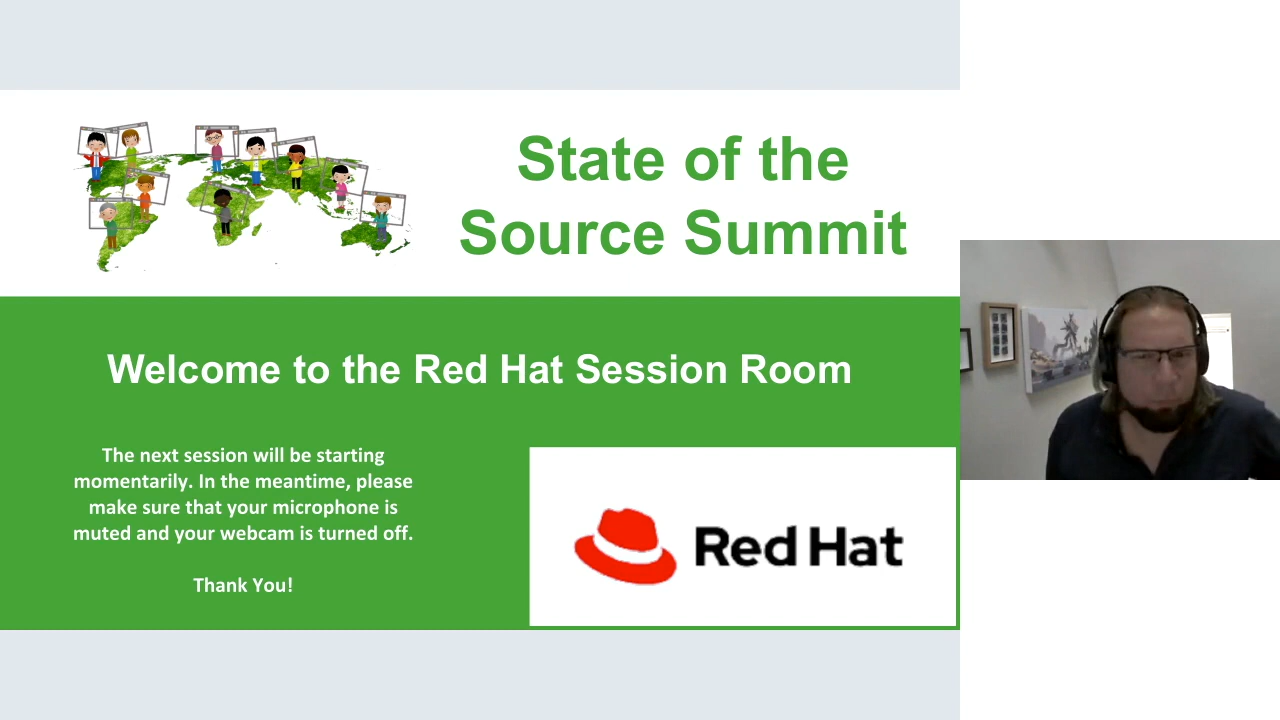 State of the
Source Summit
Welcome to the Red Hat Session Room
The next session will be starting
momentarily. In the meantime, please
make sure that your microphone is
muted and your webcam is turned off.
Thank You!
Red Hat